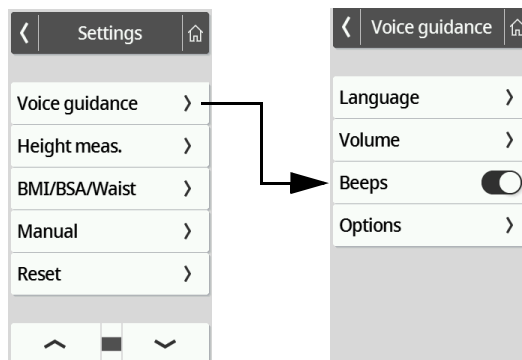 Settings
Voice guidance
Height meas.
BMI/BSA/Waist
Manual
Reset
Voice guidance
Language
Volume
Beeps
Options